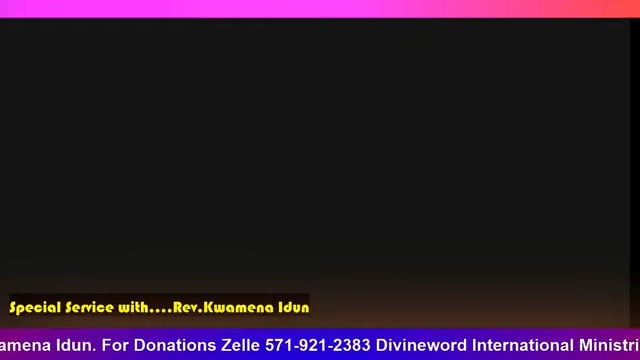 Special Service with....Rev.Kwamena Idun
amena Idun. For Donations Zelle 571-921-2383 Divineword International Ministri